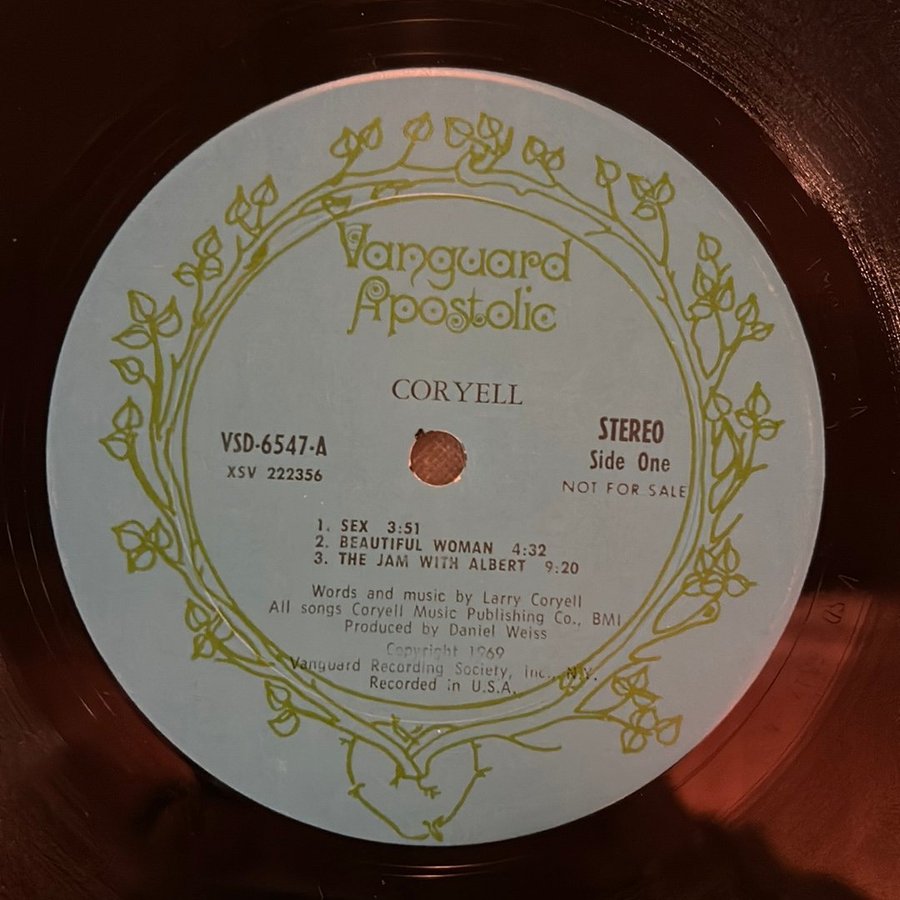 Vanguard
Apostolic
CORYELL
VSD-6547-A
XSV 222356
STEREO
Side One
NOT FOR SALE
1. SEX 3:51
2. BEAUTIFUL WOMAN 4:32
3. THE JAM WITH ALBERT 9:20
Words and music by Larry Coryell
All songs Coryell Music Publishing Co., BMI
Produced by Daniel Weiss
Copyright 1969
Vanguard Recording Society, Inc., N.Y.
Recorded in U.S.A.